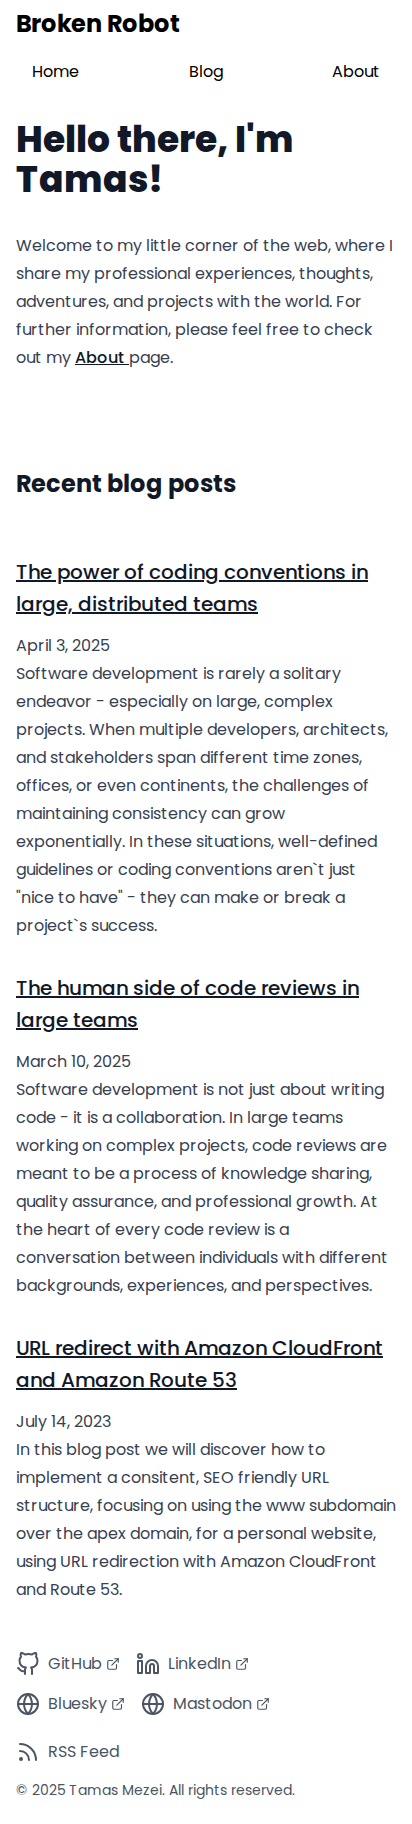 Broken Robot
Home Blog About
Hello there, I'm
Tamas!
Welcome to my little corner of the web, where I
share my professional experiences, thoughts,
adventures, and projects with the world. For
further information, please feel free to check
out my About page.
Recent blog posts
The power of coding conventions in
large, distributed teams
April 3, 2025
Software development is rarely a solitary
endeavor - especially on large, complex
projects. When multiple developers, architects,
and stakeholders span different time zones,
offices, or even continents, the challenges of
maintaining consistency can grow
exponentially. In these situations, well-defined
guidelines or coding conventions aren`t just
"nice to have" - they can make or break a
project`s success.
The human side of code reviews in
large teams
March 10, 2025
Software development is not just about writing
code - it is a collaboration. In large teams
working on complex projects, code reviews are
meant to be a process of knowledge sharing,
quality assurance, and professional growth. At
the heart of every code review is a
conversation between individuals with different
backgrounds, experiences, and perspectives.
URL redirect with Amazon CloudFront
and Amazon Route 53
July 14, 2023
In this blog post we will discover how to
implement a consitent, SEO friendly URL
structure, focusing on using the www subdomain
over the apex domain, for a personal website,
using URL redirection with Amazon CloudFront
and Route 53.
GitHub LinkedIn
Bluesky Mastodon
RSS Feed
© 2025 Tamas Mezei. All rights reserved.